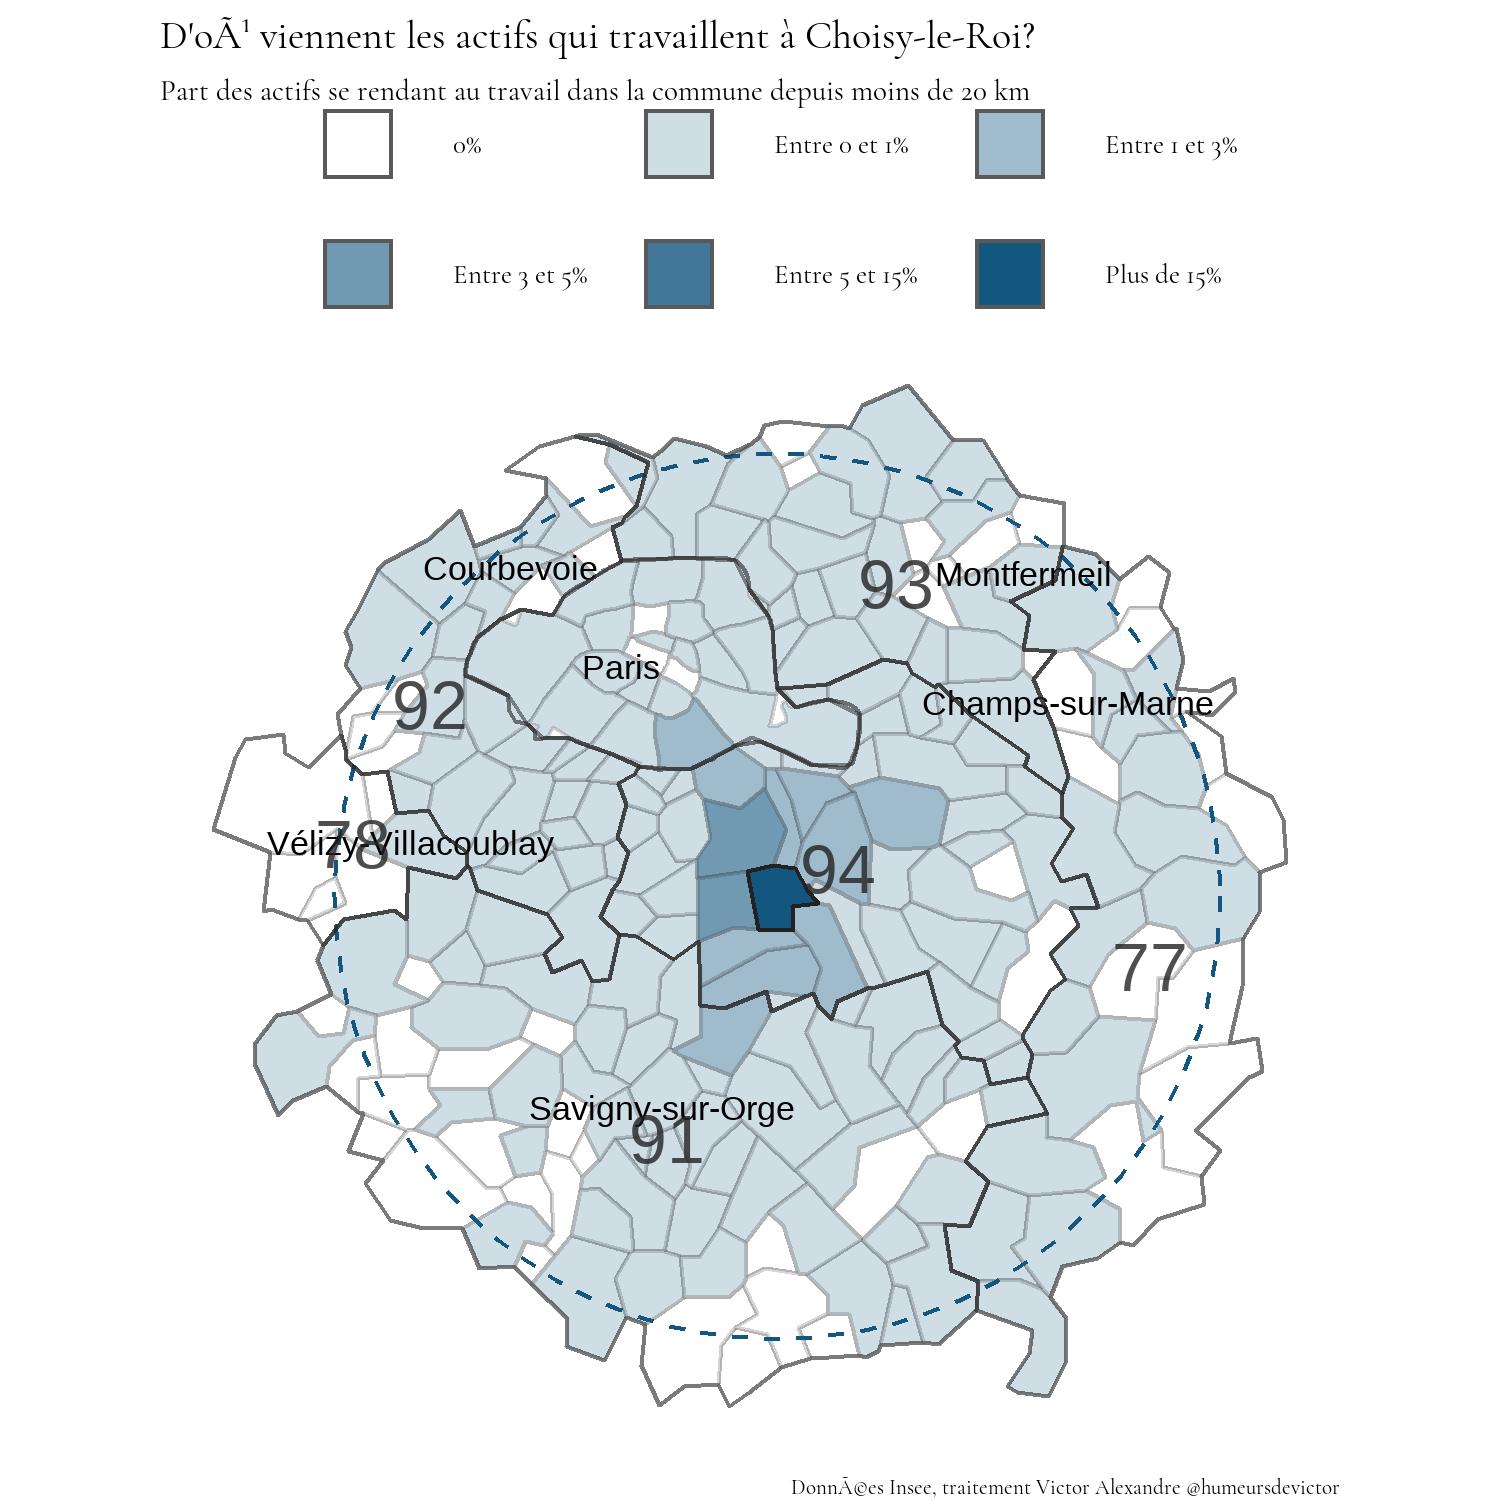 D'oÃ¹ viennent les actifs qui travaillent à Choisy-le-Roi?
Part des actifs se rendant au travail dans la commune depuis moins de 20 km
0%
Entre 0 et 1%
Entre 1 et 3%
Entre 3 et 5%
Entre 5 et 15%
Plus de 15%
Courbevoie
93
Montfermeil
Paris
92
Champs-sur-Marne
78
Vélizy-Villacoublay
94
77
Savigny-sur-Orge
91
DonnÃ©es Insee, traitement Victor Alexandre @humeursdevictor